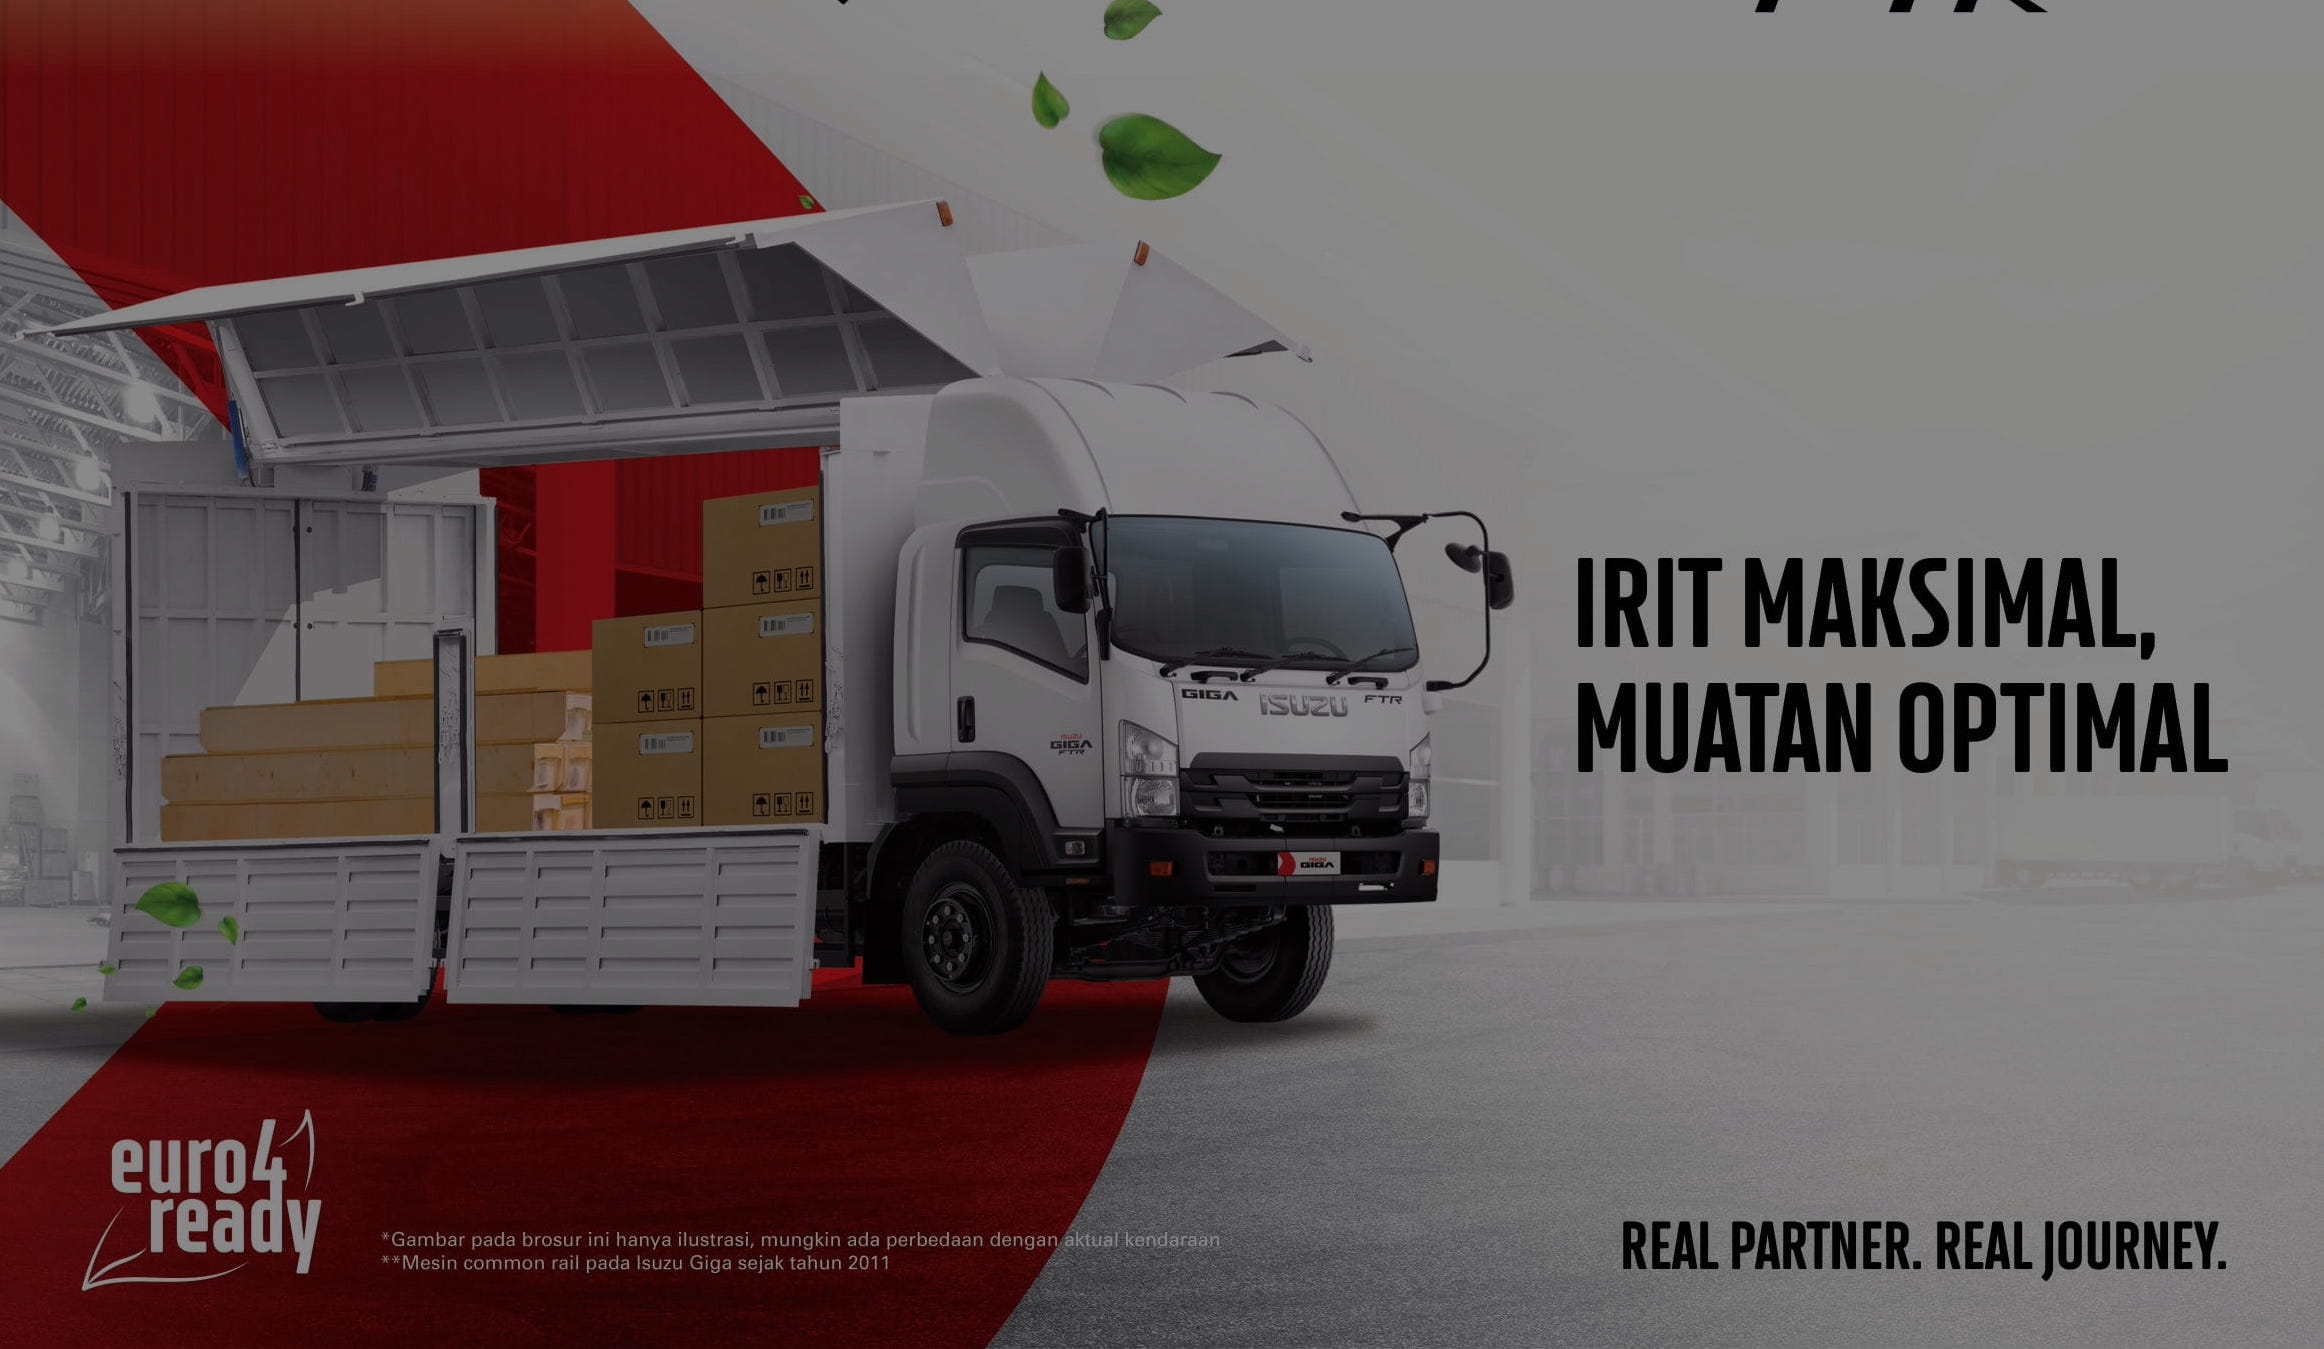 IRIT MAKSIMAL,
MUATAN OPTIMAL
GIGA ISUZU FTR
ISUZU
GIGA
FTR
ISUZU
GIGA
euro4
ready
*Gambar pada brosur ini hanya ilustrasi, mungkin ada perbedaan dengan aktual kendaraan
**Mesin common rail pada Isuzu Giga sejak tahun 2011
REAL PARTNER. REAL JOURNEY.